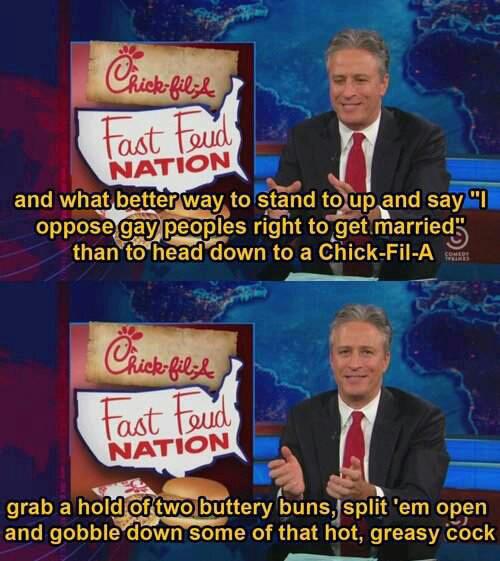 Chick-fil-A
Fast Feud
NATION
and what better way to stand to up and say "I
oppose gay peoples right to get married"
than to head down to a Chick-Fil-A
COMEDY
CENTRAL
Chick-fil-A
Fast Feud
NATION
grab a hold of two buttery buns, split 'em open
and gobble down some of that hot, greasy cock